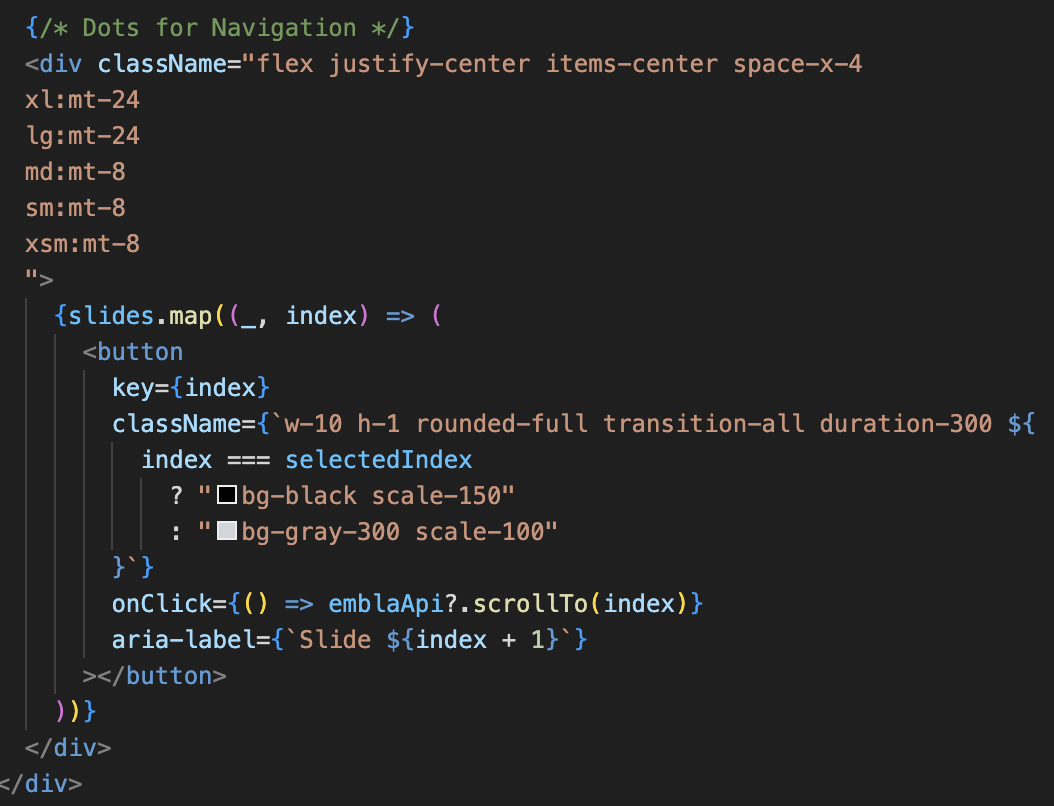 {/* Dots for Navigation */}
<div className="flex justify-center items-center space-x-4
xl:mt-24
lg:mt-24
md:mt-8
sm:mt-8
xsm:mt-8
">
{slides.map((_, index) => (
<button
key={index}
className={`w-10 h-1 rounded-full transition-all duration-300 ${
index === selectedIndex
? "bg-black scale-150"
: "bg-gray-300 scale-100"
}`}
onClick={() => emblaApi?.scrollTo(index)}
aria-label={`Slide ${index + 1}`}
></button>
))}
</div>
</div>